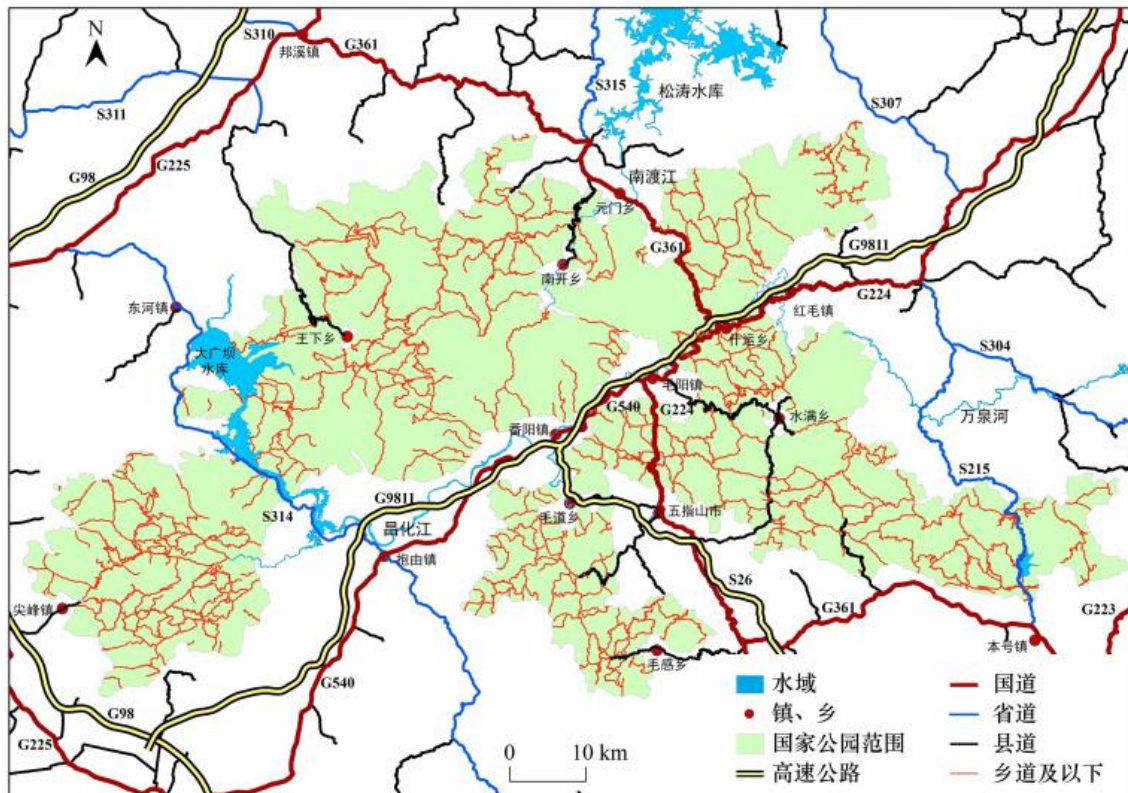 N
S310
邦溪镇
G361
S315
松涛水库
S307
S311
G98
G225
南渡江
元门乡
G361
G9811
南开乡
G224
红毛镇
东河镇
什运乡
王下乡
大广坝
水库
S304
毛阳镇
G540
G224
水满乡
万泉河
番阳镇
S215
G9811
S314
昌化江
毛道乡
五指山市
抱由镇
S26
尖峰镇
G361
G223
本号镇
毛感乡
G540
G98
G225
0
10 km
水域
镇、乡
国家公园范围
高速公路
国道
省道
县道
乡道及以下